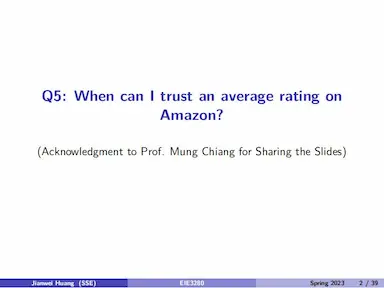 Q5: When can I trust an average rating on
Amazon?
(Acknowledgment to Prof. Mung Chiang for Sharing the Slides)
Jianwei Huang (SSE) EIE3280 Spring 2023 2 / 39